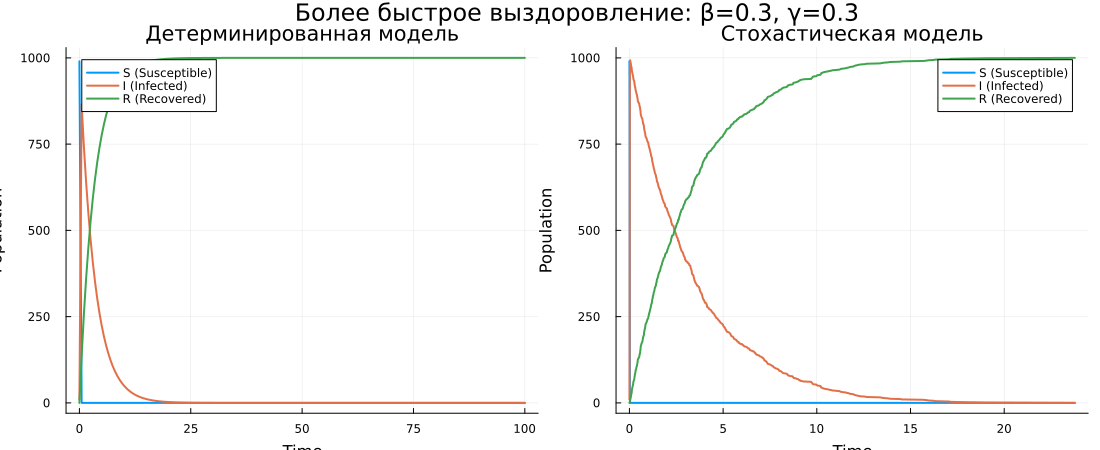 Более быстрое выздоровление: β=0.3, γ=0.3
Детерминированная модель
1000
750
500
250
0
S (Susceptible)
I (Infected)
R (Recovered)
0
25
50
75
100
Стохастическая модель
Population
1000
750
500
250
0
S (Susceptible)
I (Infected)
R (Recovered)
0
5
10
15
20